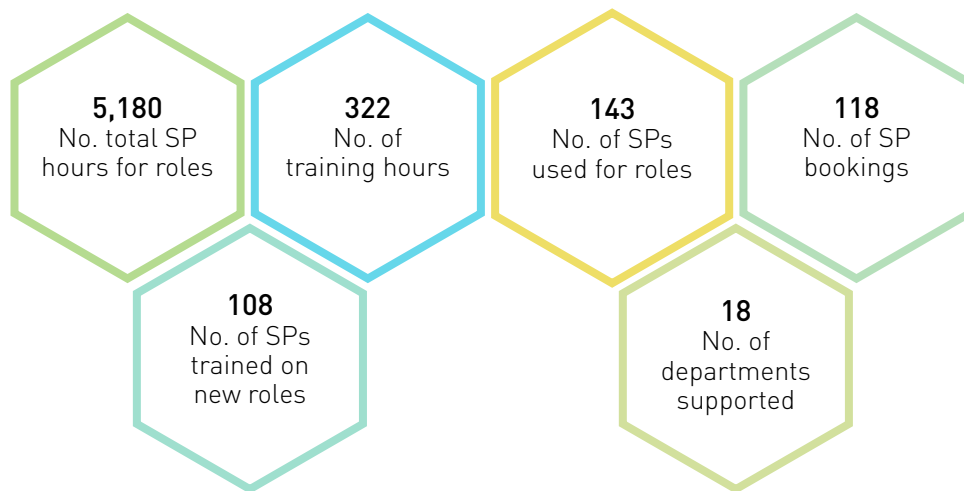 5,180
No. total SP
hours for roles
322
No. of
training hours
143
No. of SPs
used for roles
118
No. of SP
bookings
108
No. of SPs
trained on
new roles
18
No. of
departments
supported